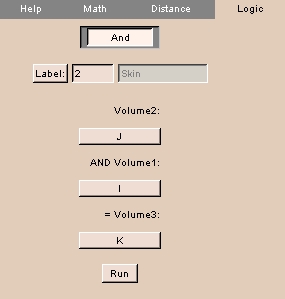 Help Math Distance Logic
And
Label: 2 Skin
Volume2:
J
AND Volume1:
I
= Volume3:
K
Run